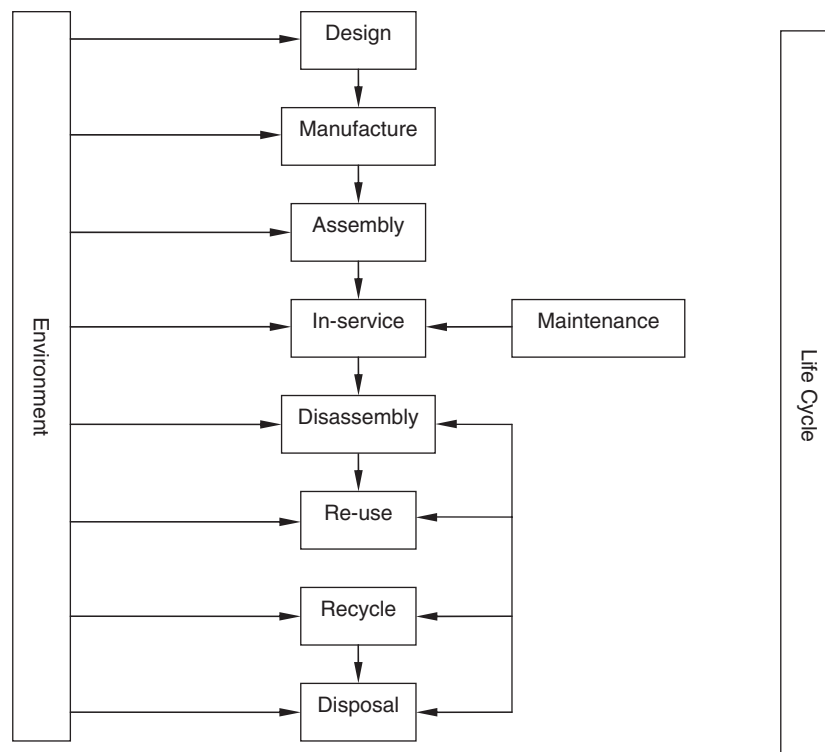 Design
Manufacture
Assembly
In-service
Maintenance
Disassembly
Re-use
Recycle
Disposal
Environment
Life Cycle